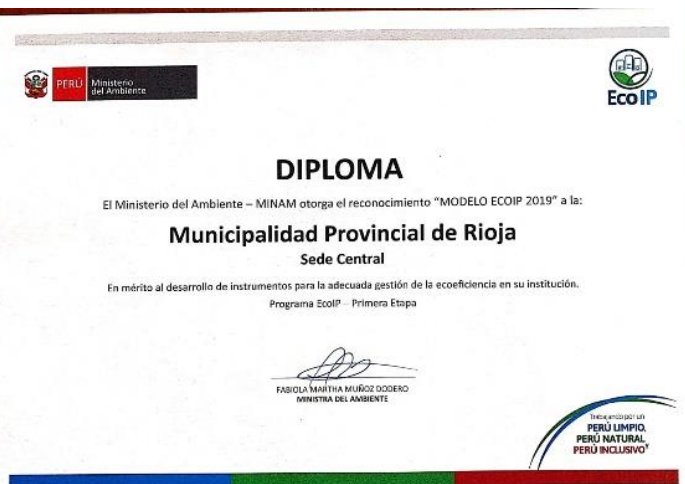 PERÚ
Ministerio
del Ambiente
EcoIP
DIPLOMA
El Ministerio del Ambiente – MINAM otorga el reconocimiento “MODELO ECOIP 2019” a la:
Municipalidad Provincial de Rioja
Sede Central
En mérito al desarrollo de instrumentos para la adecuada gestión de la ecoeficiencia en su institución.
Programa EcoIP – Primera Etapa
FABIOLA MARTHA MUÑOZ DODERO
MINISTRA DEL AMBIENTE
Trabajando por un
PERÚ LIMPIO,
PERÚ NATURAL
PERÚ INCLUSIVO